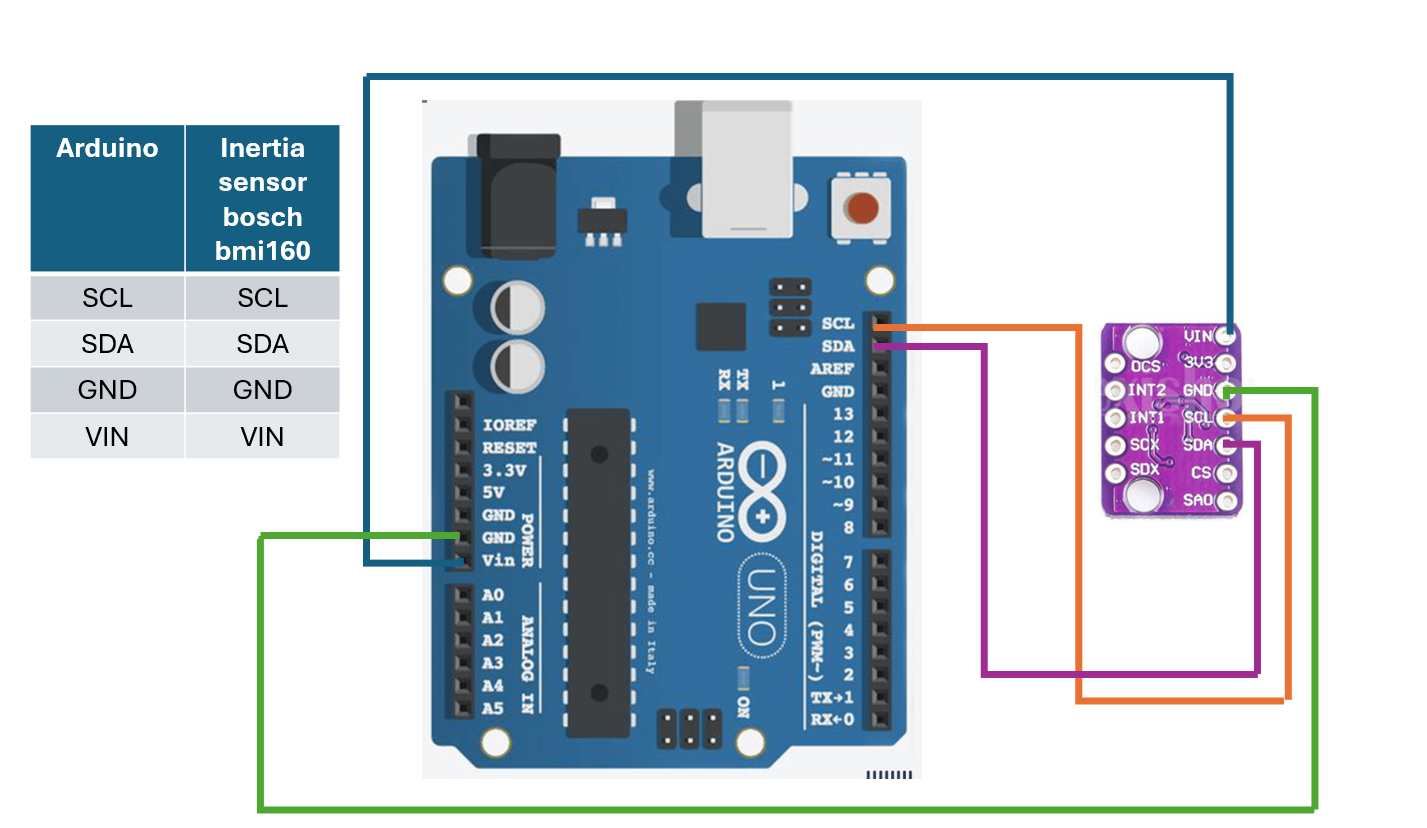 Arduino
Inertia
sensor
bosch
bmi160
SCL SCL
SDA SDA
GND GND
VIN VIN
SCL
SDA
AREF
GND
13
12
~11
~10
~9
8
7
6
5
4
3
2
TX→1
RX←0
DIGITAL (PWM~)
IOREF
RESET
3.3V
5V
GND
GND
Vin
POWER
A0
A1
A2
A3
A4
A5
ANALOG IN
RX
TX
1
ARDUINO
UNO
www.arduino.cc - made in Italy
ON
VIN
OCS 3V3
INT2 GND
INT1 SCL
SCX SDA
SDX CS
SAO